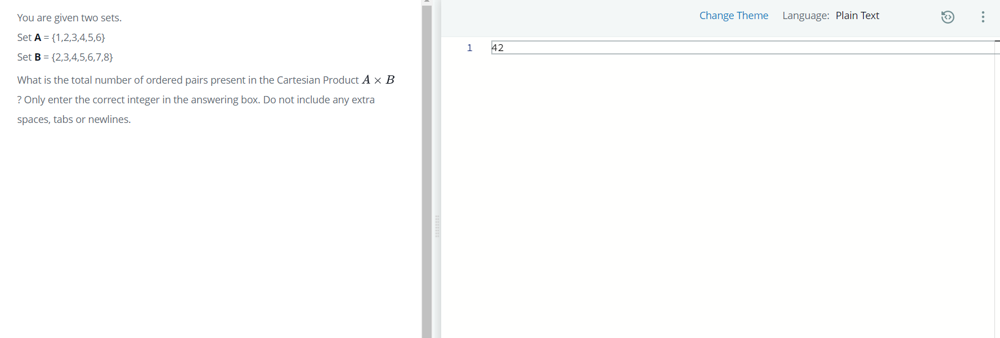 You are given two sets.
Set A = {1,2,3,4,5,6}
Set B = {2,3,4,5,6,7,8}
What is the total number of ordered pairs present in the Cartesian Product A × B
? Only enter the correct integer in the answering box. Do not include any extra
spaces, tabs or newlines.
Change Theme Language: Plain Text
1 42